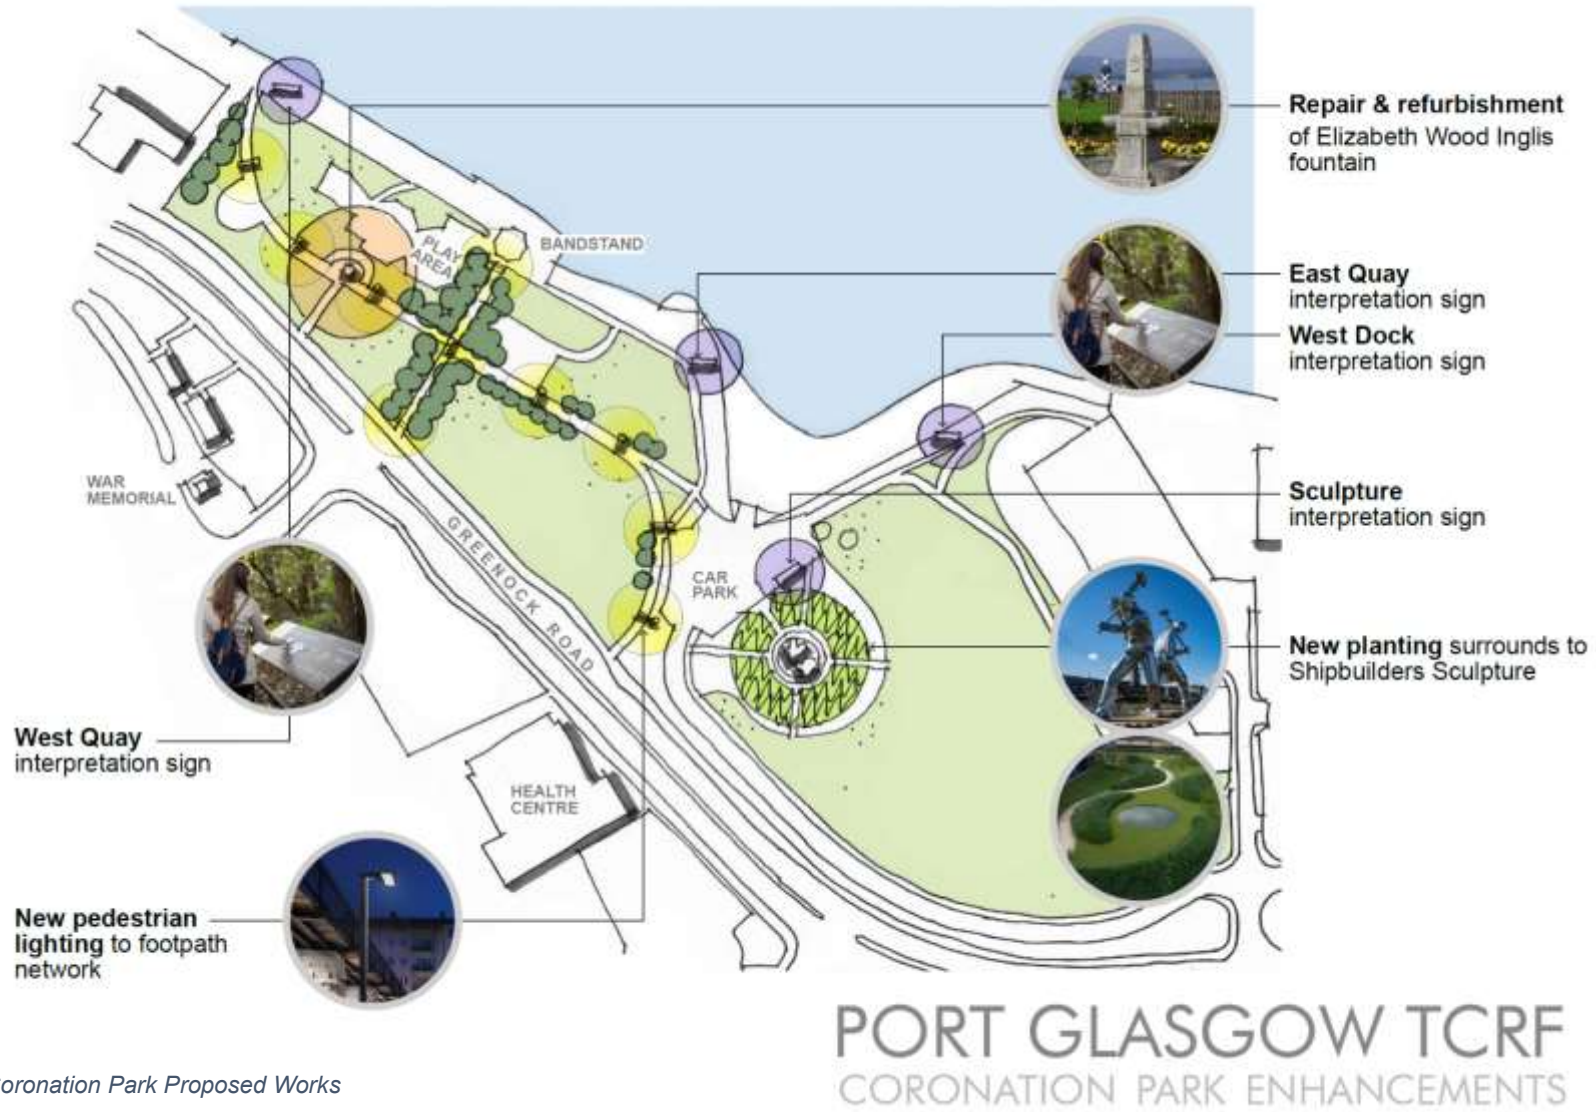 Repair & refurbishment
of Elizabeth Wood Inglis
fountain
BANDSTAND
PLAY
AREA
East Quay
interpretation sign
West Dock
interpretation sign
WAR
MEMORIAL
Sculpture
interpretation sign
GREENOCK ROAD
CAR
PARK
New planting surrounds to
Shipbuilders Sculpture
West Quay
interpretation sign
HEALTH
CENTRE
New pedestrian
lighting to footpath
network
PORT GLASGOW TCRF
CORONATION PARK ENHANCEMENTS
oronation Park Proposed Works